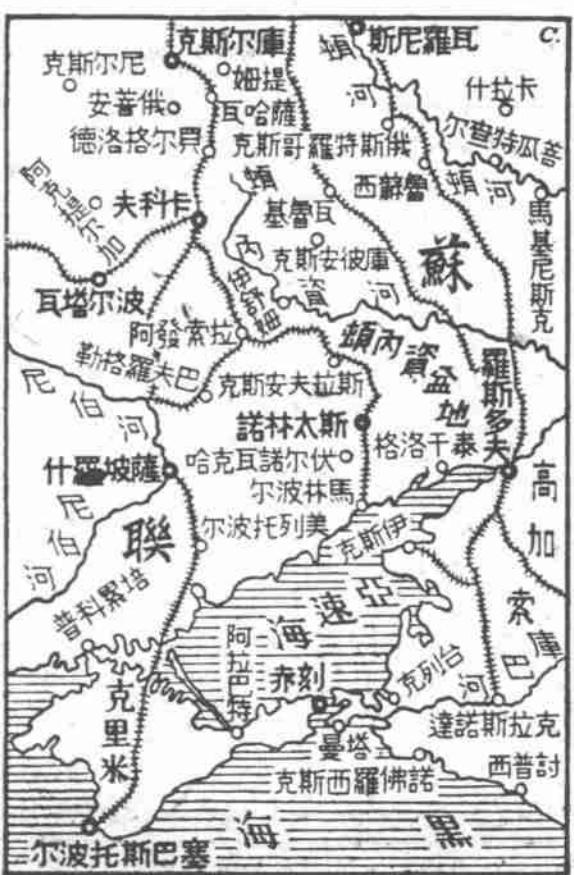 C.
庫尔斯克
瓦羅尼斯
尼尔斯克
提姆
頓河
卡拉什
俄善安
薩哈瓦
貝尔格洛德
俄斯特羅哥斯克
善瓜特查尔
魯蘇西
頓河
馬基尼斯克
阿克提尔加
卡科夫
瓦魯基
頓內資河
庫彼安斯克
蘇聯
波尔塔瓦
伊紓姆
拉索發阿
頓內資盆地
巴夫羅格勒
斯拉夫安斯克
尼伯河
斯太林諾
羅斯多夫
泰干洛格
伏尔諾瓦克哈
馬林波尔
薩坡羅什
高加索
尼伯河
美列托波尔
伊斯克
培累科普
亞速海
阿拉巴特
庫巴河
台列克
刻赤
克里米
塔曼
克拉斯諾達
討普西
諾佛羅西斯克
黑海
塞巴斯托波尔